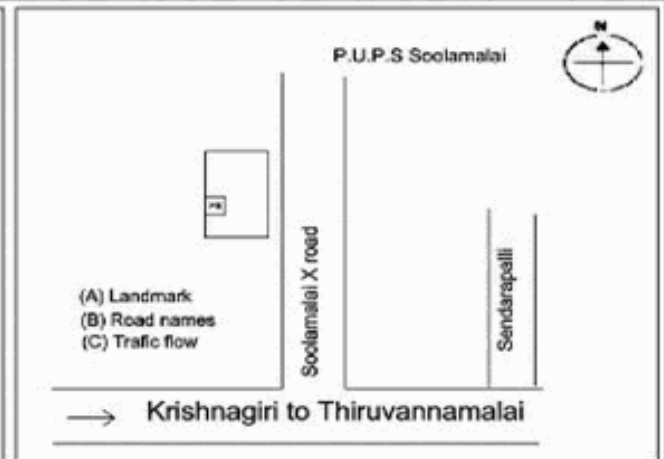 N
P.U.P.S Soolamalai
Soolamalai X road
Sendarapalli
(A) Landmark
(B) Road names
(C) Trafic flow
Krishnagiri to Thiruvannamalai